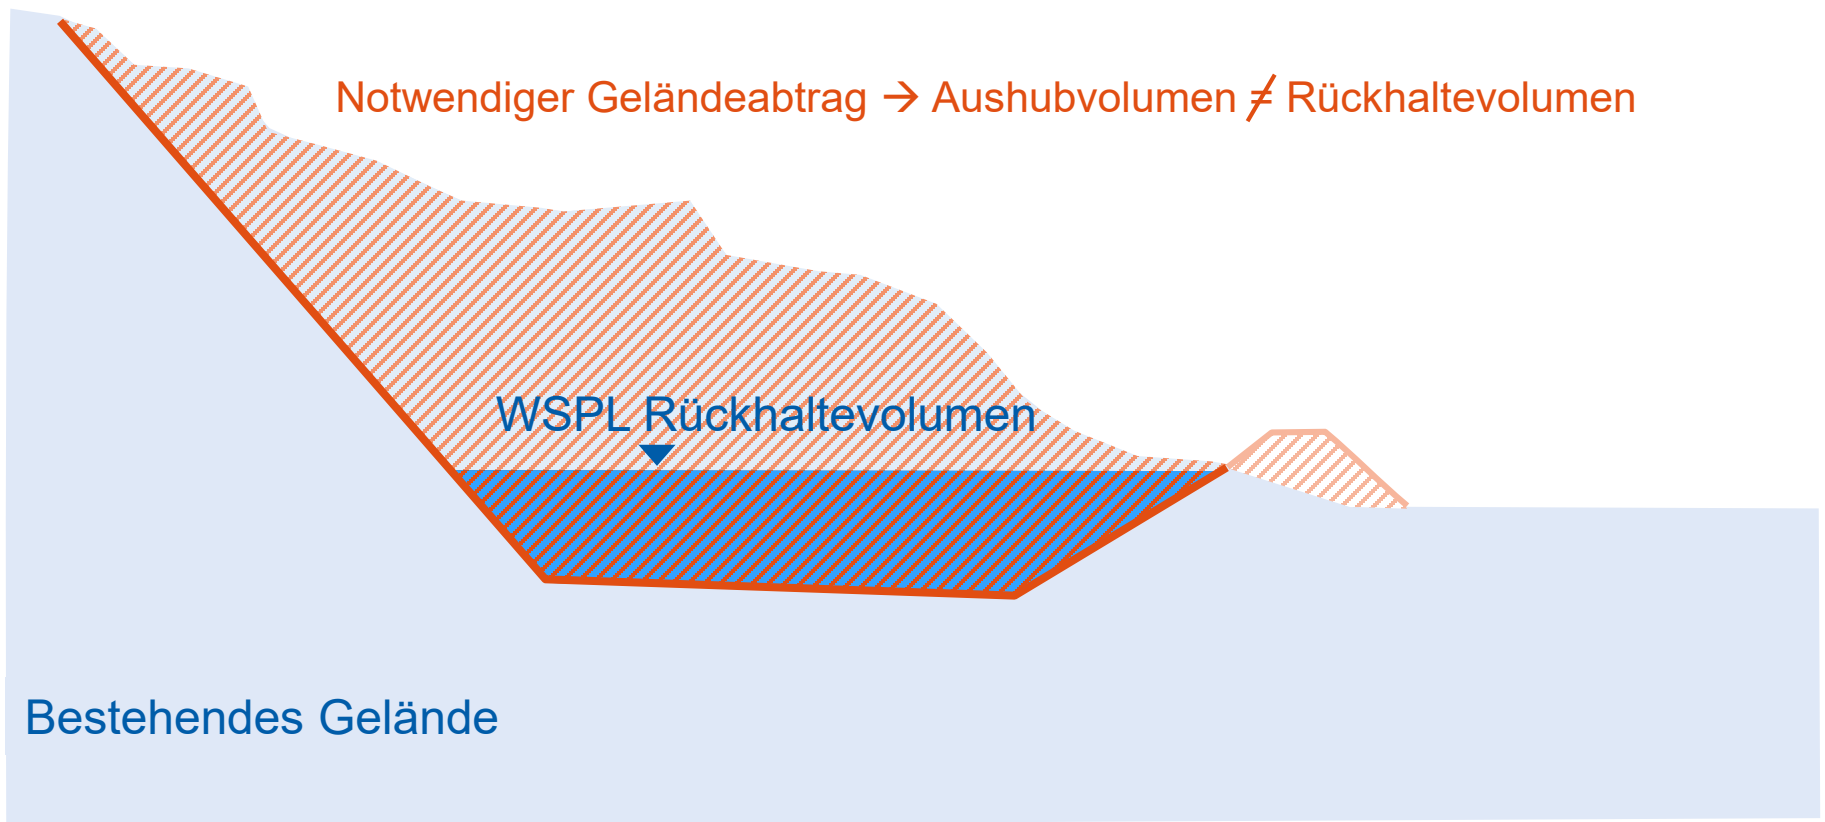 Notwendiger Geländeabtrag → Aushubvolumen ≠ Rückhaltevolumen
WSPL Rückhaltevolumen
Bestehendes Gelände